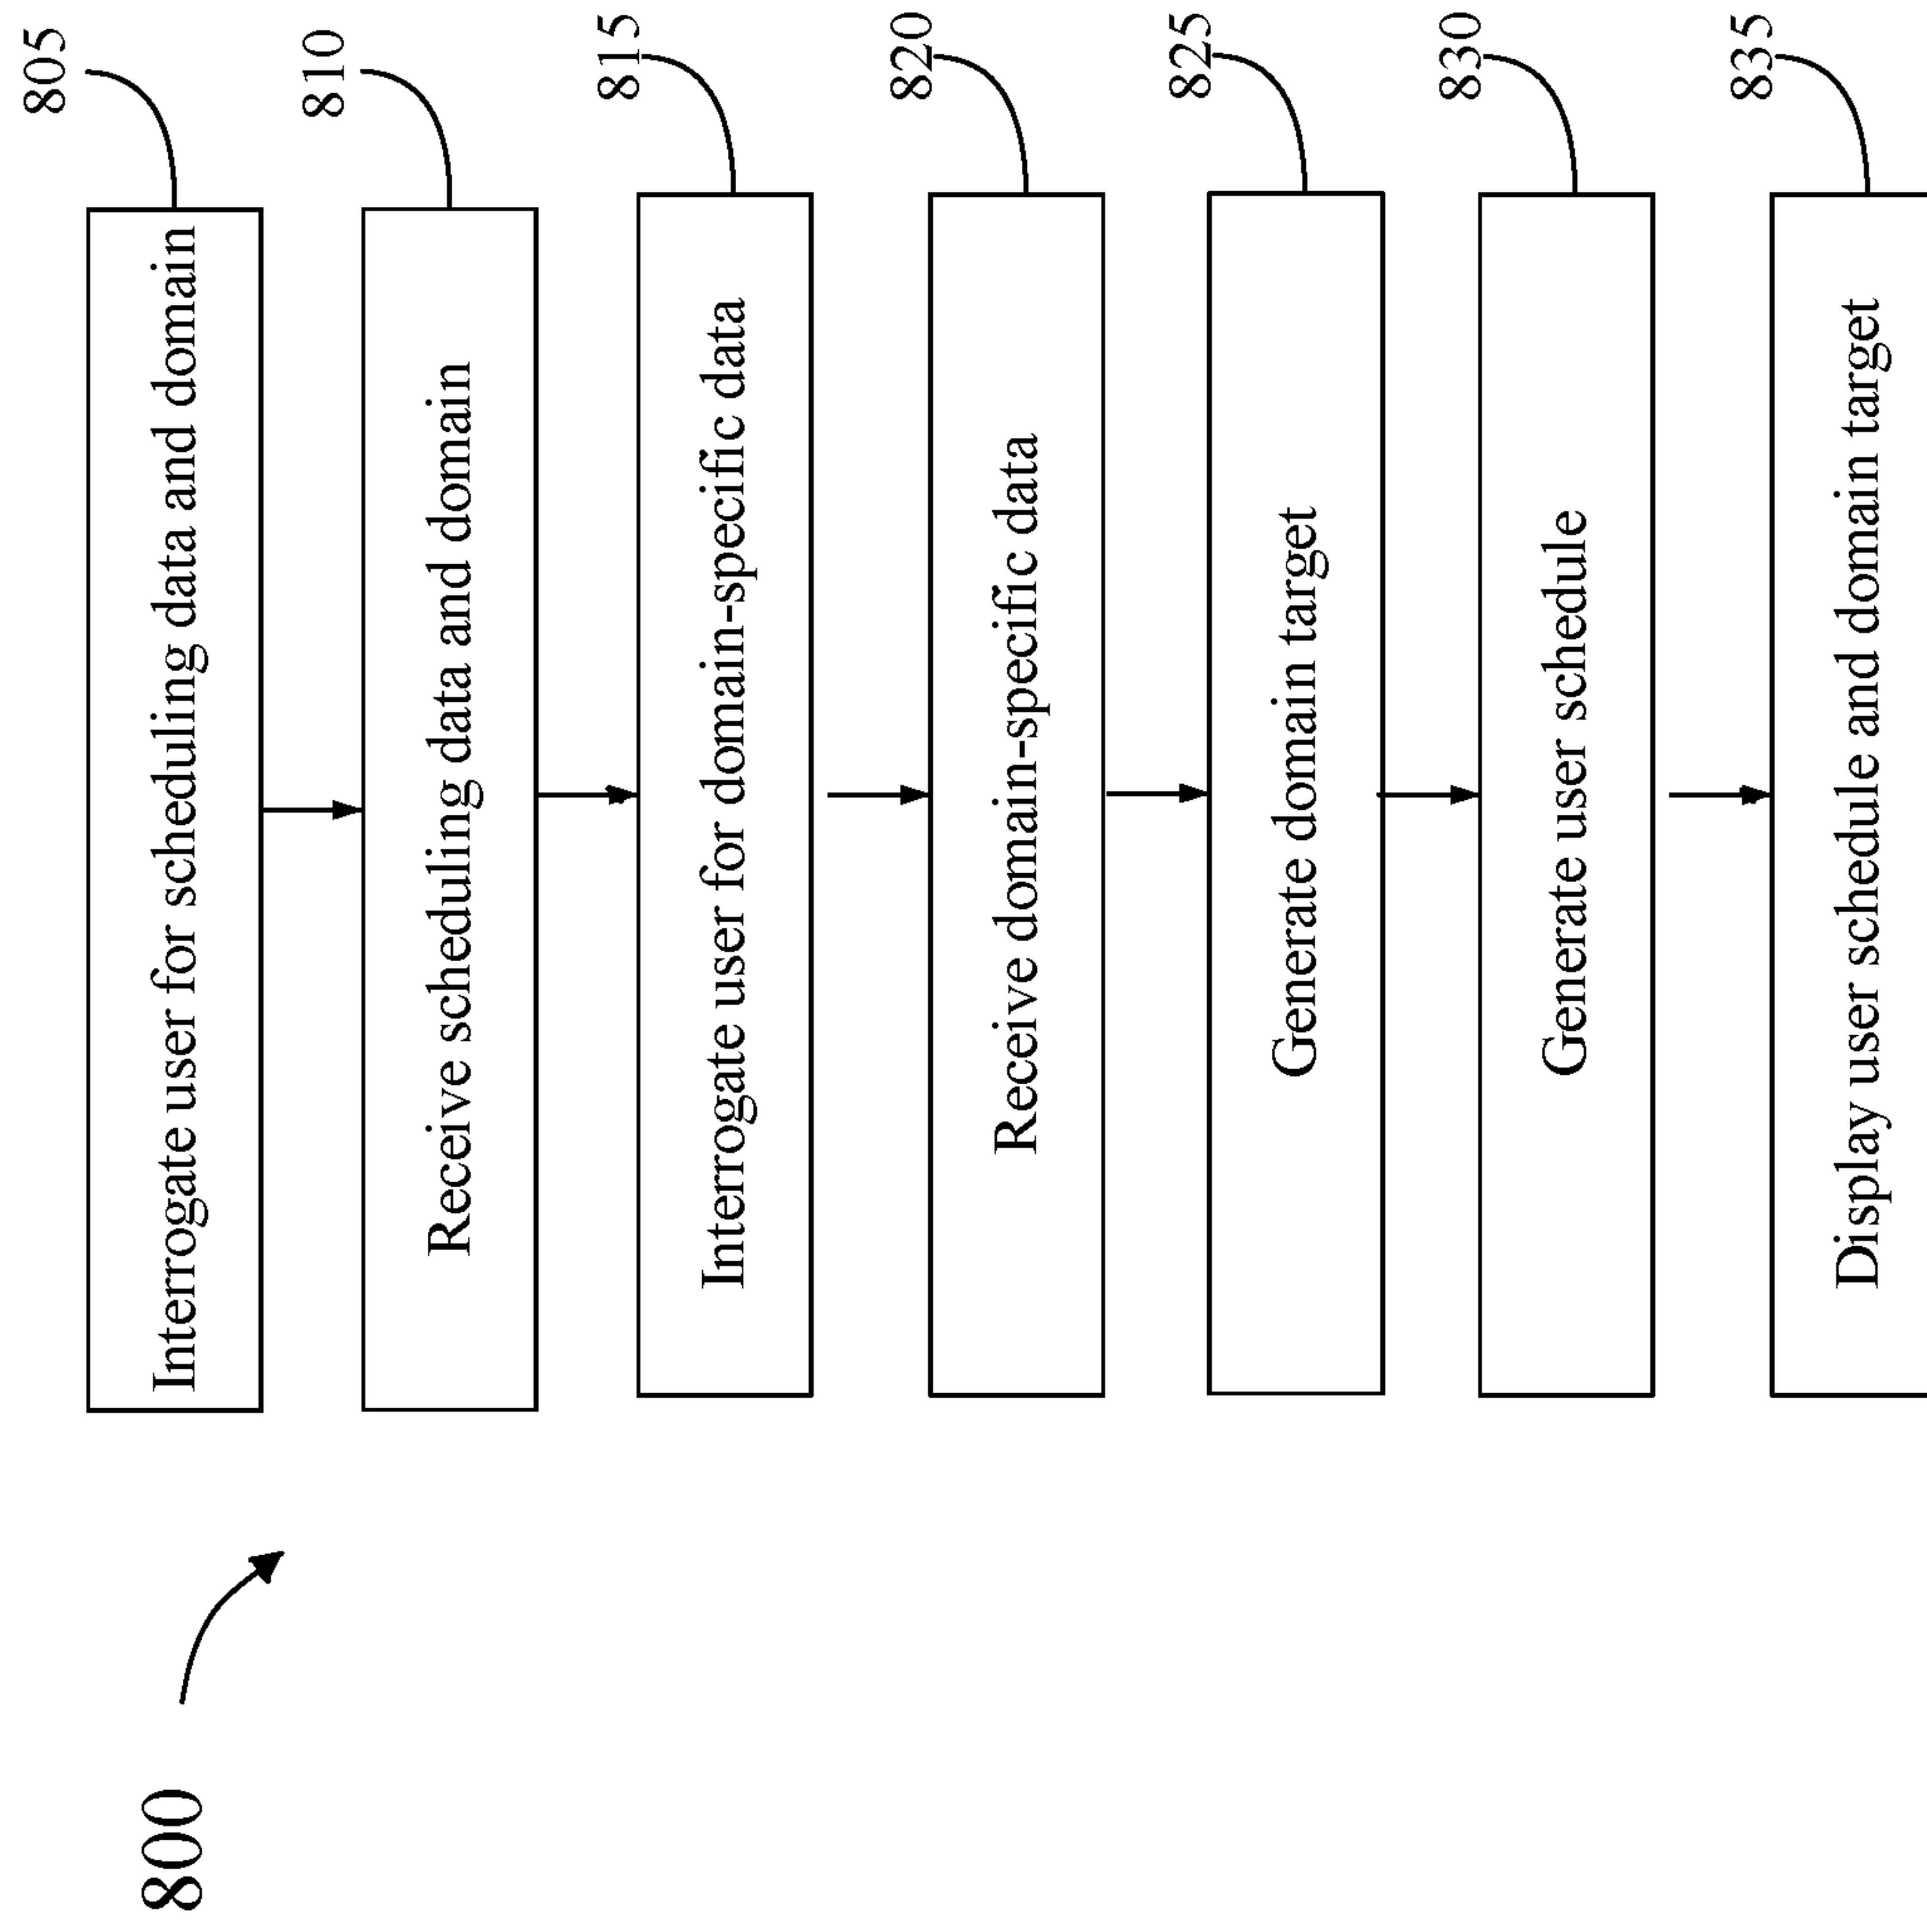 800
Interrogate user for scheduling data and domain
805
Receive scheduling data and domain
810
Interrogate user for domain-specific data
815
Receive domain-specific data
820
Generate domain target
825
Generate user schedule
830
Display user schedule and domain target
835